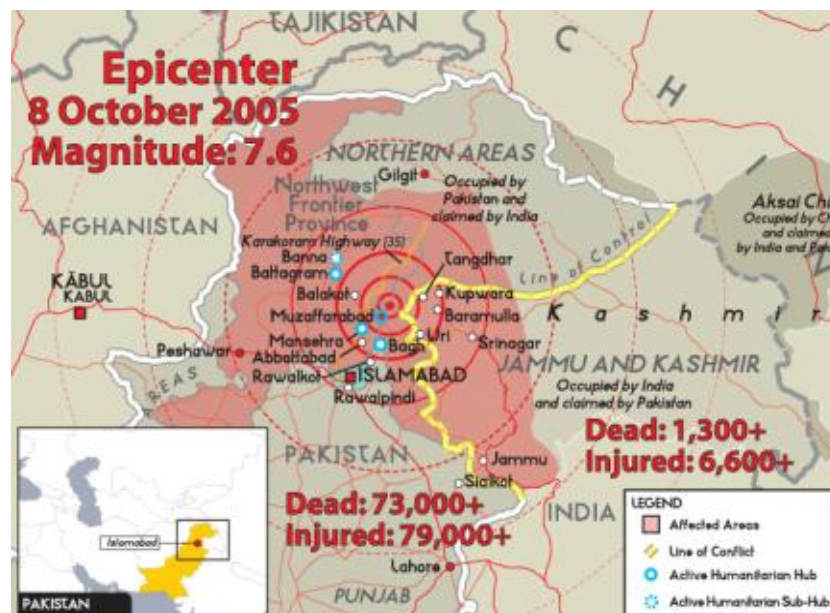 TAJIKISTAN
C H I
Epicenter
8 October 2005
Magnitude: 7.6
NORTHERN AREAS
Gilgit
Occupied by
Pakistan and
claimed by India
Northwest
Frontier
Province
Karakoram Highway (35)
AFGHANISTAN
KĀBUL
KABUL
Aksai Chi
Occupied by Ch
and claimed
by India and Pak
Line of Control
Banna
Battagram
Balakot
Muzaffarabad
Mansehra
Abbottabad
Rawalkot
Bagh
ISLAMABAD
Rawalpindi
Peshawar
AREAS
Tangdhar
Kupwara
Baramulla
Uri
Srinagar
Kashmir
JAMMU AND KASHMIR
Occupied by India
and claimed by Pakistan
Dead: 1,300+
Injured: 6,600+
PAKISTAN
Jammu
Sialkot
Dead: 73,000+
Injured: 79,000+
INDIA
Lahore
PUNJAB
Islamabad
PAKISTAN
LEGEND
Affected Areas
Line of Conflict
Active Humanitarian Hub
Active Humanitarian Sub-Hub